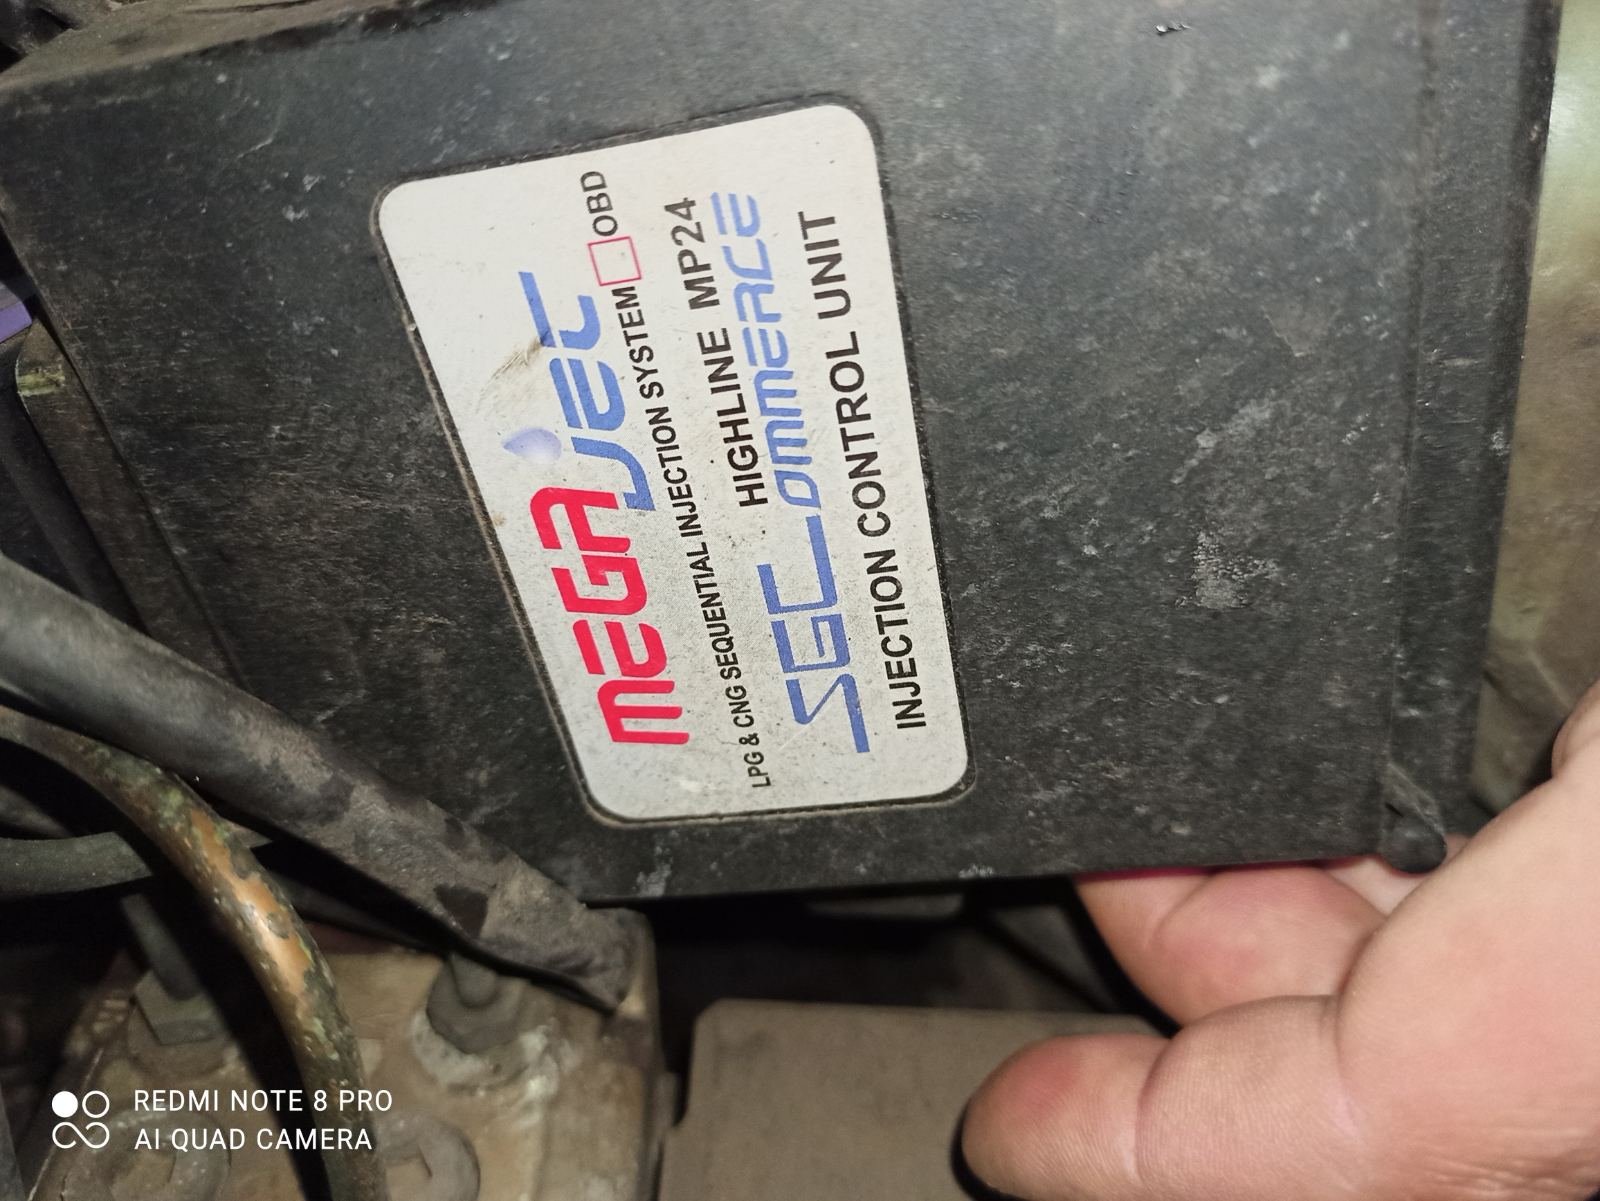 MEGAJET
LPG & CNG SEQUENTIAL INJECTION SYSTEM OBD
HIGHLINE MP24
SGCOMMERCE
INJECTION CONTROL UNIT
REDMI NOTE 8 PRO
AI QUAD CAMERA